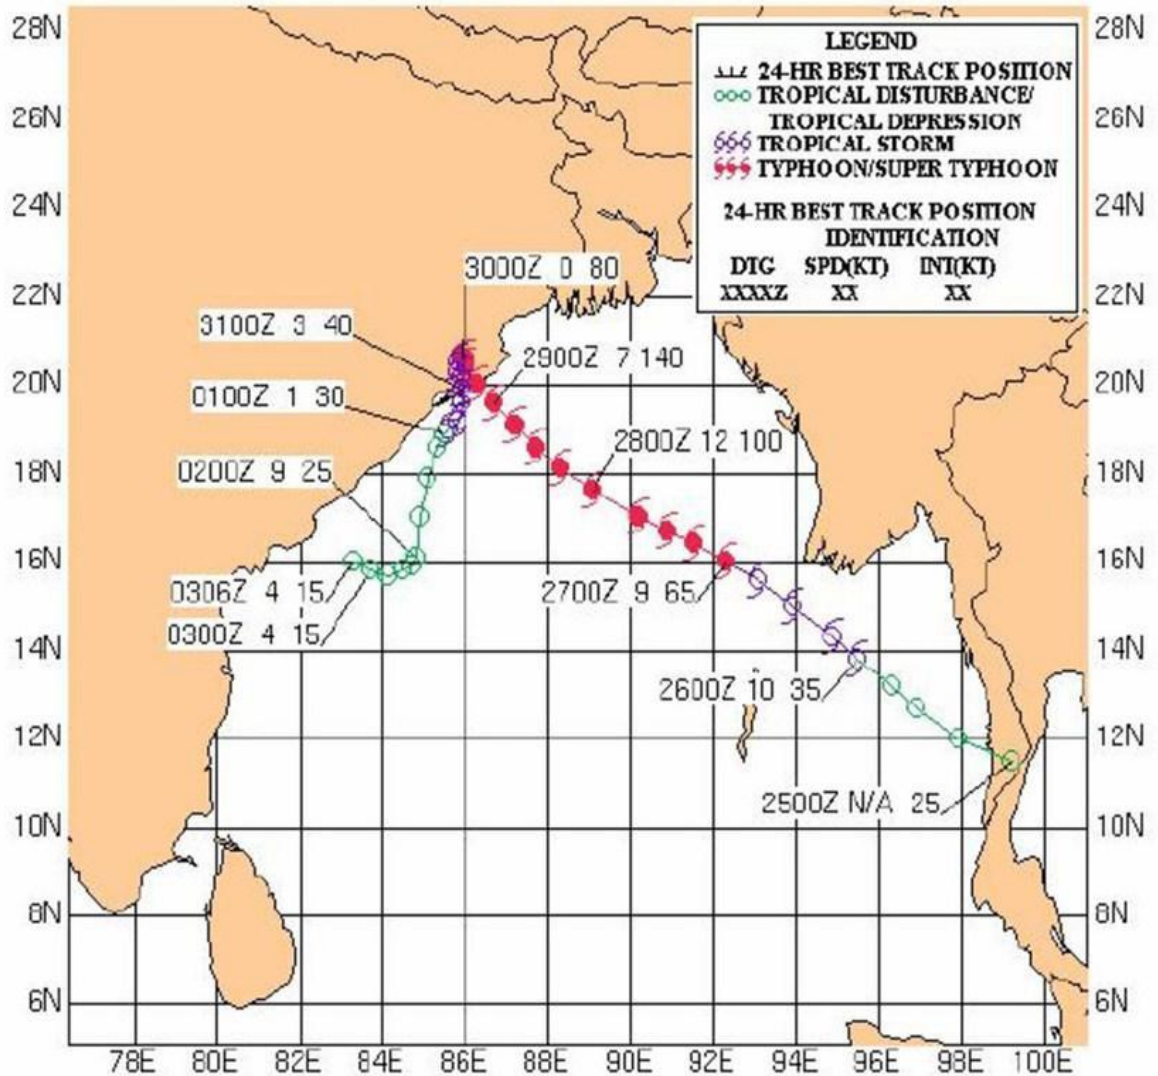 28N
28N
LEGEND
24-HR BEST TRACK POSITION
TROPICAL DISTURBANCE/
TROPICAL DEPRESSION
TROPICAL STORM
TYPHOON/SUPER TYPHOON
24-HR BEST TRACK POSITION
IDENTIFICATION
DTG SPD(KT) INT(KT)
XXXXZ XX XX
26N
26N
24N
24N
3000Z 0 80
22N
22N
3100Z 3 40
2900Z 7 140
20N
20N
0100Z 1 30
2800Z 12 100
0200Z 9 25
18N
18N
16N
16N
0306Z 4 15
2700Z 9 65
0300Z 4 15
14N
14N
2600Z 10 35
12N
12N
2500Z N/A 25
10N
10N
8N
8N
6N
6N
78E 80E 82E 84E 86E 88E 90E 92E 94E 96E 98E 100E